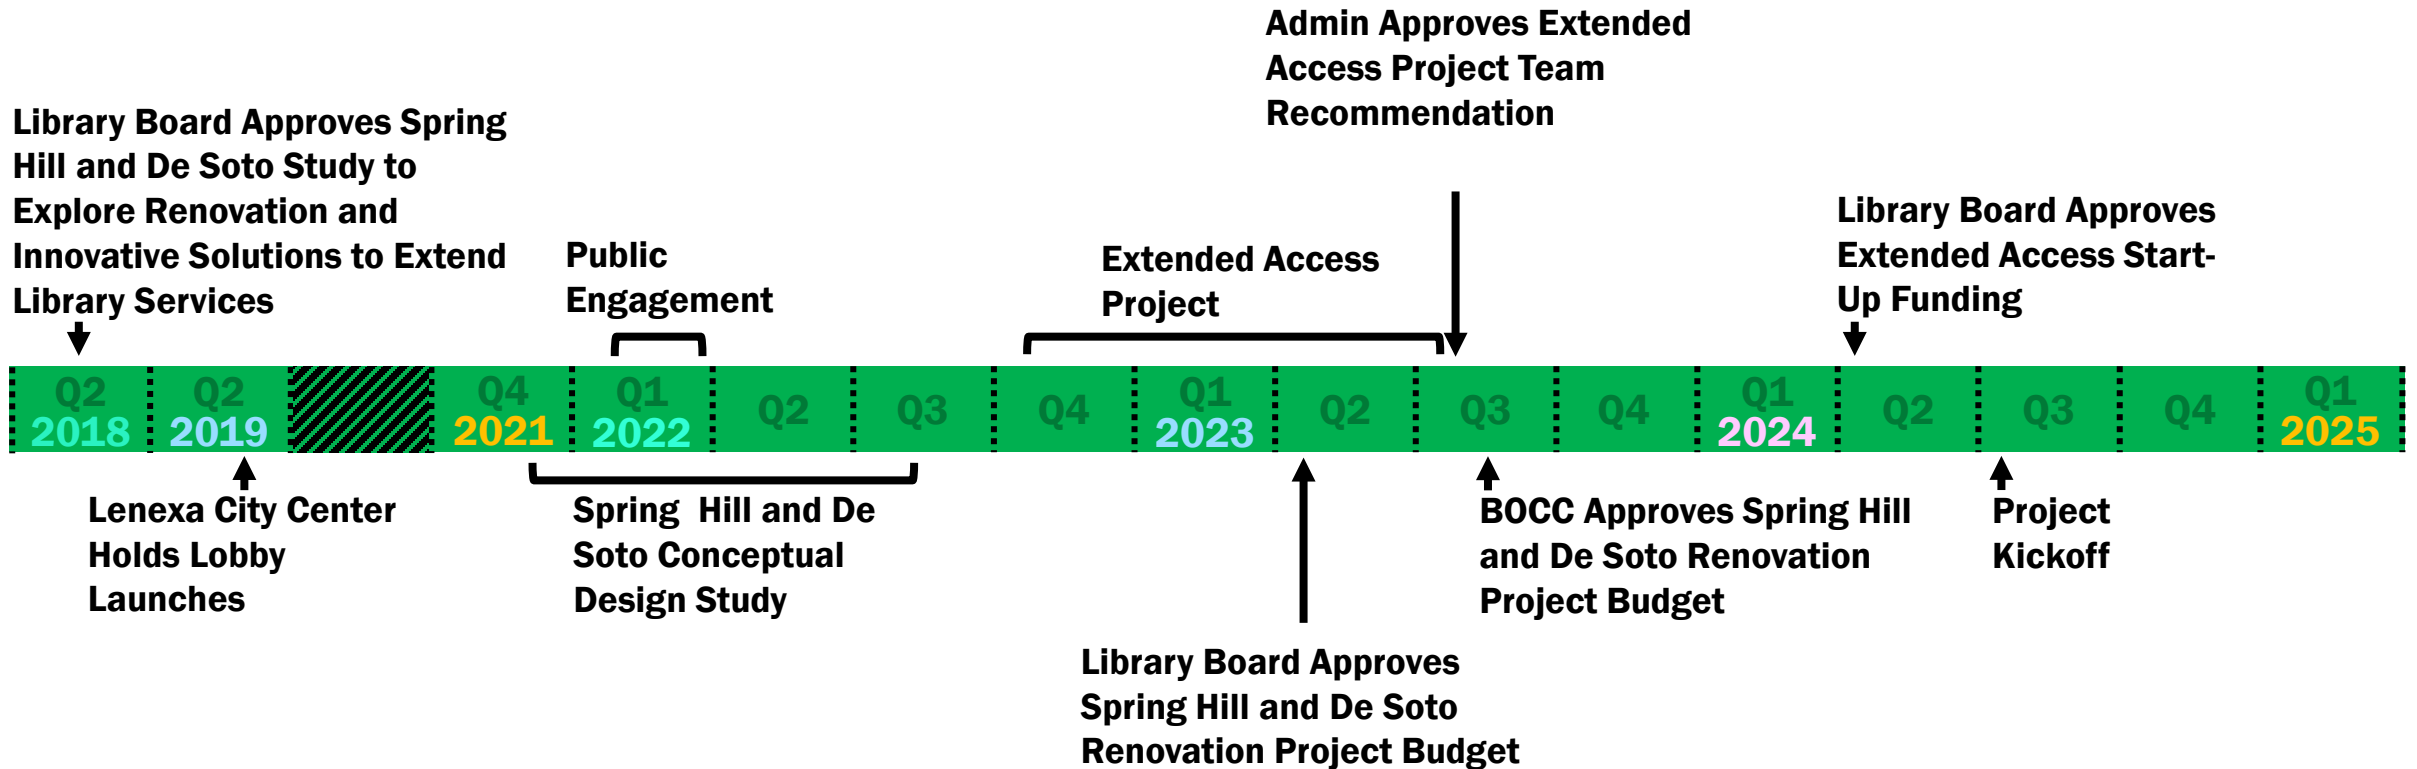 Admin Approves Extended
Access Project Team
Recommendation
Library Board Approves Spring
Hill and De Soto Study to
Explore Renovation and
Innovative Solutions to Extend
Library Services
Public
Engagement
Extended Access
Project
Library Board Approves
Extended Access Start-
Up Funding
Q2
2018
Q2
2019
Q4
2021
Q1
2022
Q2
Q3
Q4
Q1
2023
Q2
Q3
Q4
Q1
2024
Q2
Q3
Q4
Q1
2025
Lenexa City Center
Holds Lobby
Launches
Spring  Hill and De
Soto Conceptual
Design Study
BOCC Approves Spring Hill
and De Soto Renovation
Project Budget
Project
Kickoff
Library Board Approves
Spring Hill and De Soto
Renovation Project Budget